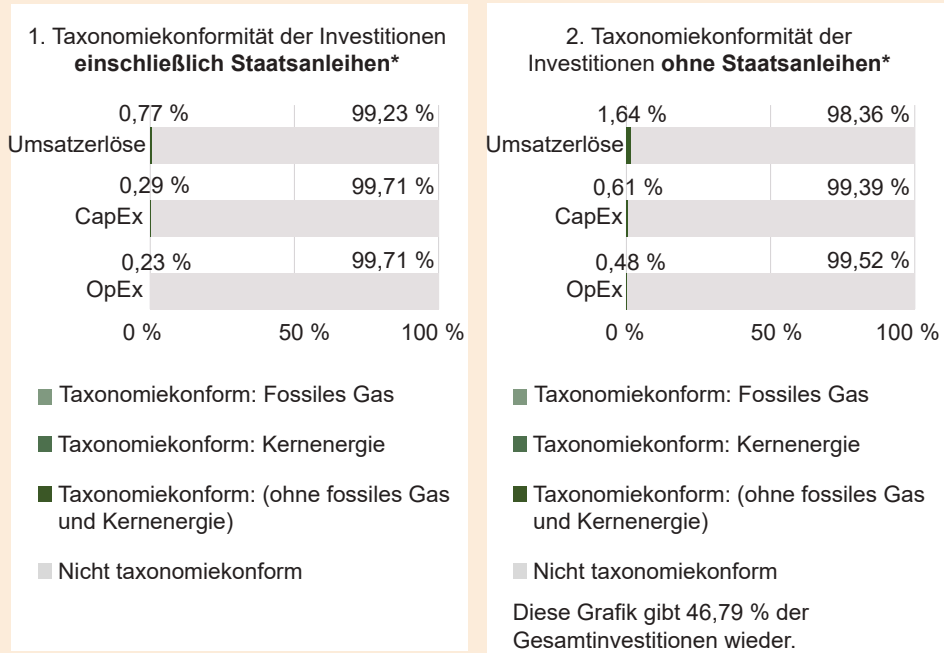 1. Taxonomiekonformität der Investitionen
einschließlich Staatsanleihen*
0,77 % 99,23 %
Umsatzerlöse
0,29 % 99,71 %
CapEx
0,23 % 99,71 %
OpEx
0 % 50 % 100 %
Taxonomiekonform: Fossiles Gas
Taxonomiekonform: Kernenergie
Taxonomiekonform: (ohne fossiles Gas
und Kernenergie)
Nicht taxonomiekonform
2. Taxonomiekonformität der
Investitionen ohne Staatsanleihen*
1,64 % 98,36 %
Umsatzerlöse
0,61 % 99,39 %
CapEx
0,48 % 99,52 %
OpEx
0 % 50 % 100 %
Taxonomiekonform: Fossiles Gas
Taxonomiekonform: Kernenergie
Taxonomiekonform: (ohne fossiles Gas
und Kernenergie)
Nicht taxonomiekonform
Diese Grafik gibt 46,79 % der
Gesamtinvestitionen wieder.